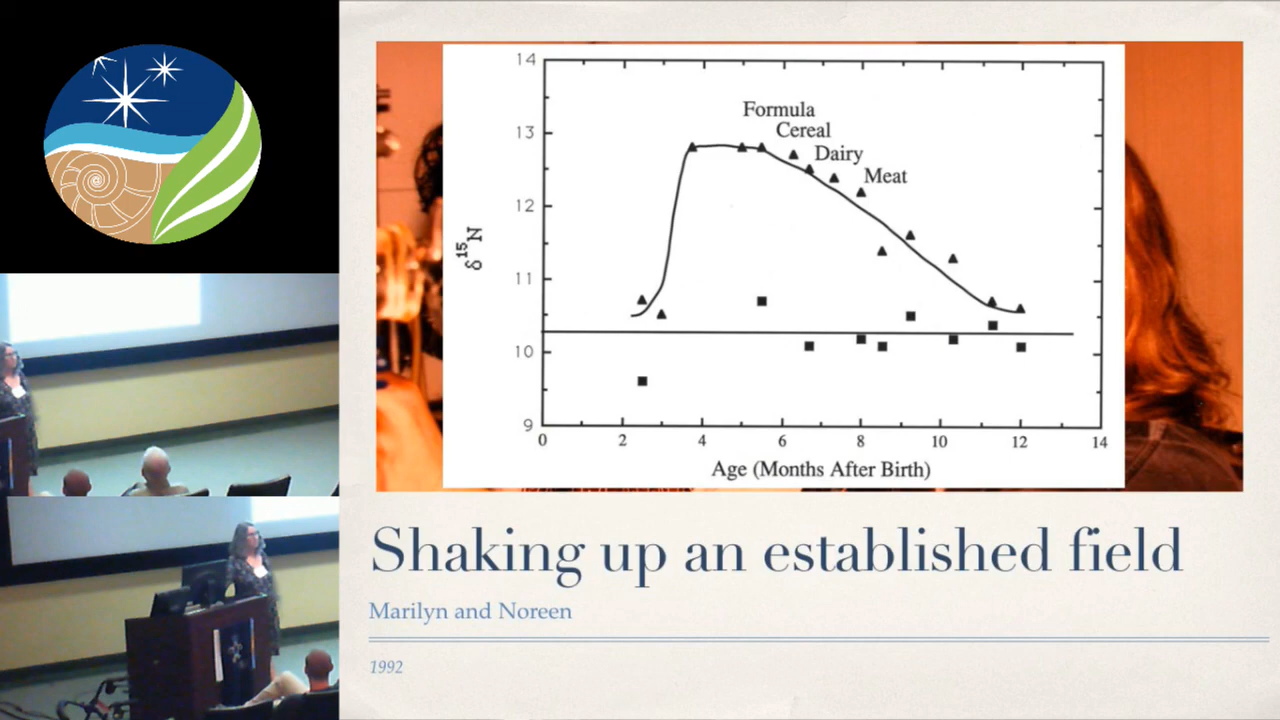 14
13
12
11
10
9
δ15N
Formula
Cereal
Dairy
Meat
0 2 4 6 8 10 12 14
Age (Months After Birth)
Shaking up an established field
Marilyn and Noreen
1992